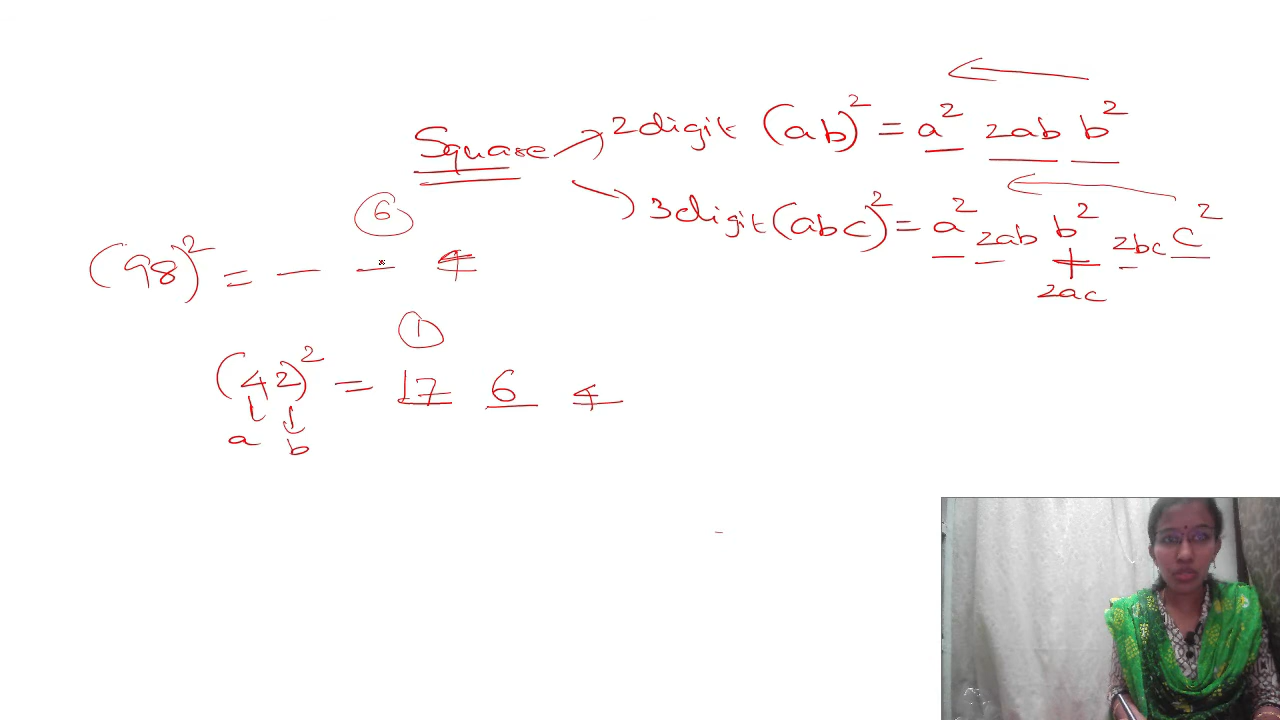 Square
2digit (ab)² = a² 2ab b²
3digit (abc)² = a² 2ab b² + 2ac 2bc c²
6
(98)² = _ _ 4
1
(42)² = 17 6 4
a b